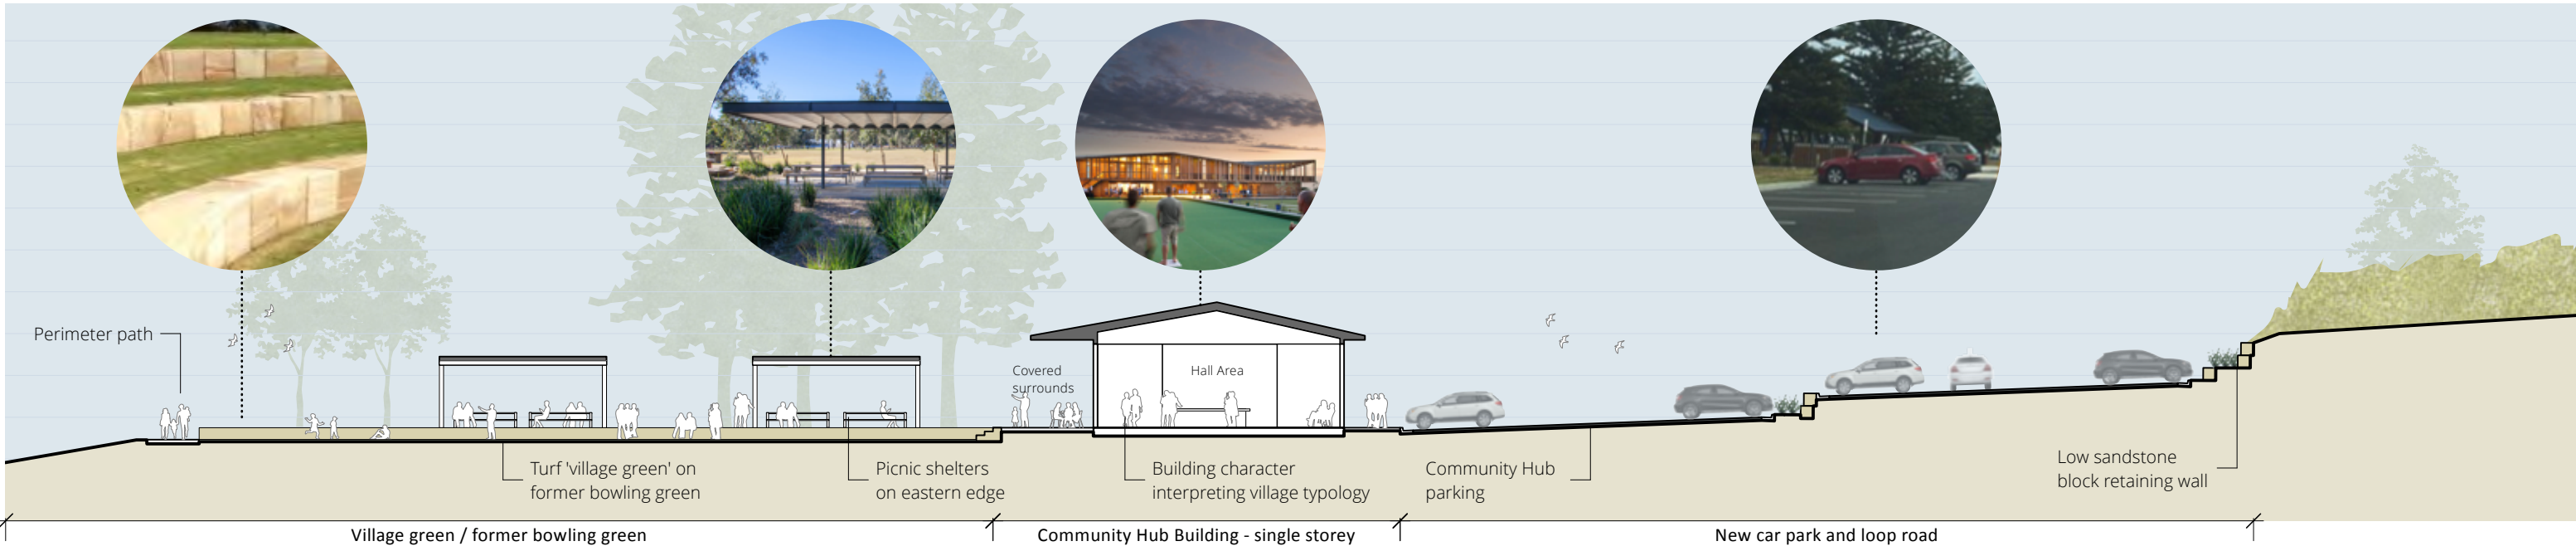 Perimeter path
Covered
surrounds
Hall Area
Turf 'village green' on
former bowling green
Picnic shelters
on eastern edge
Building character
interpreting village typology
Community Hub
parking
Low sandstone
block retaining wall
Village green / former bowling green
Community Hub Building - single storey
New car park and loop road